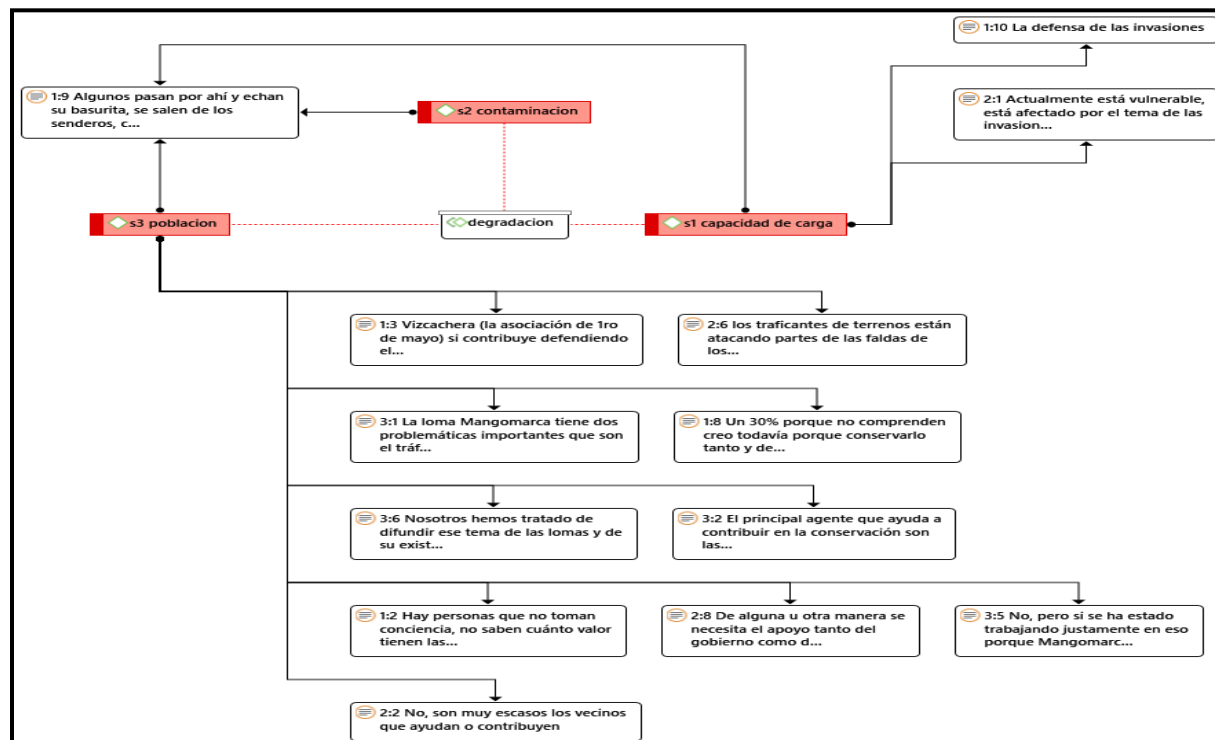 1:10 La defensa de las invasiones
1:9 Algunos pasan por ahí y echan
su basurita, se salen de los
senderos, c...
s2 contaminacion
2:1 Actualmente está vulnerable,
está afectado por el tema de las
invasion...
s3 poblacion
degradacion
s1 capacidad de carga
1:3 Vizcachera (la asociación de 1ro
de mayo) si contribuye defendiendo
el...
2:6 los traficantes de terrenos están
atacando partes de las faldas de
los...
3:1 La loma Mangomarca tiene dos
problemáticas importantes que son
el tráf...
1:8 Un 30% porque no comprenden
creo todavía porque conservarlo
tanto y de...
3:6 Nosotros hemos tratado de
difundir ese tema de las lomas y de
su exist...
3:2 El principal agente que ayuda a
contribuir en la conservación son
las...
1:2 Hay personas que no toman
conciencia, no saben cuánto valor
tienen las...
2:8 De alguna u otra manera se
necesita el apoyo tanto del
gobierno como d...
3:5 No, pero si se ha estado
trabajando justamente en eso
porque Mangomarc...
2:2 No, son muy escasos los vecinos
que ayudan o contribuyen